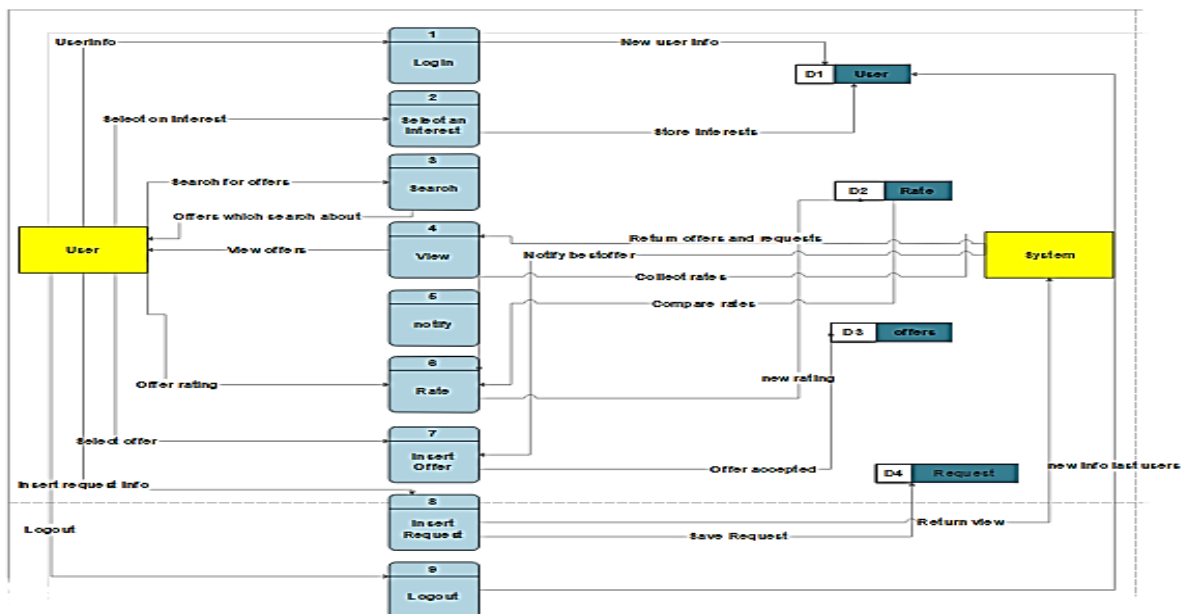 1
UserInfo
New user Info
LogIn
D1 User
2
Select on Interest
Select an
Interest
Store Interests
3
Search for offers
Search
D2 Rate
Offers which search about
4
Return offers and requests
User
View offers
View
Notify best offer
System
Collect rates
5
Compare rates
notify
D3 offers
6
Offer rating
Rate
new rating
7
Select offer
Insert
Offer
Offer accepted
new info last users
D4 Request
Insert request Info
8
Logout
Insert
Request
Return view
Save Request
9
Logout